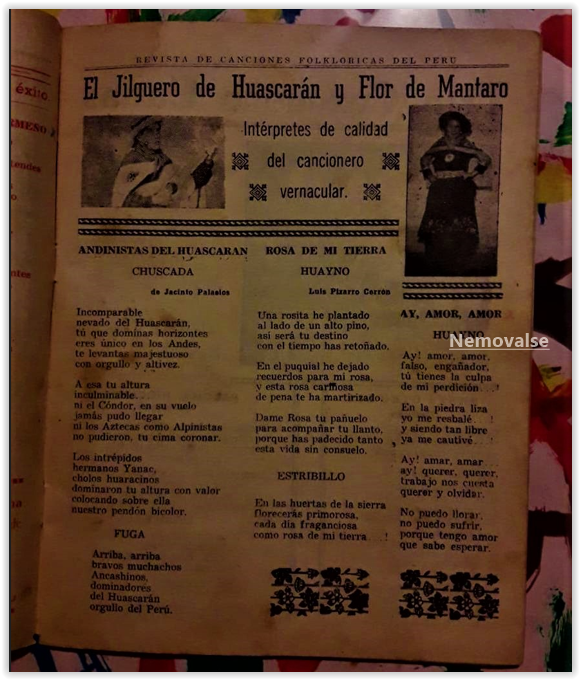 éxito
RMEÑO
REVISTA DE CANCIONES FOLKLORICAS DEL PERU
El Jilguero de Huascarán y Flor de Mantaro
Intérpretes de calidad
del cancionero
vernacular.
ANDINISTAS DEL HUASCARAN
CHUSCADA
de Jacinto Palasios
Incomparable
nevado del Huascarán,
tú que dominas horizontes
eres único en los Andes,
te levantas majestuoso
con orgullo y altivez.
A esa tu altura
inculminable...
ni el Cóndor, en su vuelo
jamás pudo llegar
ni los Aztecas como Alpinistas
no pudieron, tu cima coronar.
Los intrépidos
hermanos Yanac,
cholos huaracinos
dominaron tu altura con valor
colocando sobre ella
nuestro pendón bicolor.
FUGA
Arriba, arriba
bravos muchachos
Ancashinos,
dominadores
del Huascarán
orgullo del Perú.
ROSA DE MI TIERRA
HUAYNO
Luis Pizarro Cerrón
Una rosita he plantado
al lado de un alto pino,
así será tu destino
con el tiempo has retoñado.
En el puquial he dejado
recuerdos para mi rosa,
y esta rosa cariñosa
de pena te ha martirizado.
Dame Rosa tu pañuelo
para acompañar tu llanto,
porque has padecido tanto
esta vida sin consuelo.
ESTRIBILLO
En las huertas de la sierra
florecerás primorosa,
cada día fraganciosa
como rosa de mi tierra...!
AY, AMOR, AMOR
HUAYNO
Nemovalse
Ay! amor, amor,
falso, engañador,
tú tienes la culpa
de mi perdición...!
En la piedra liza
yo me resbalé...!
y siendo tan libre
ya me cautivé...!
Ay! amar, amar...
ay! querer, querer,
trabajo nos cuesta
querer y olvidar.
No puedo llorar,
no puedo sufrir,
porque tengo amor
que sabe esperar.